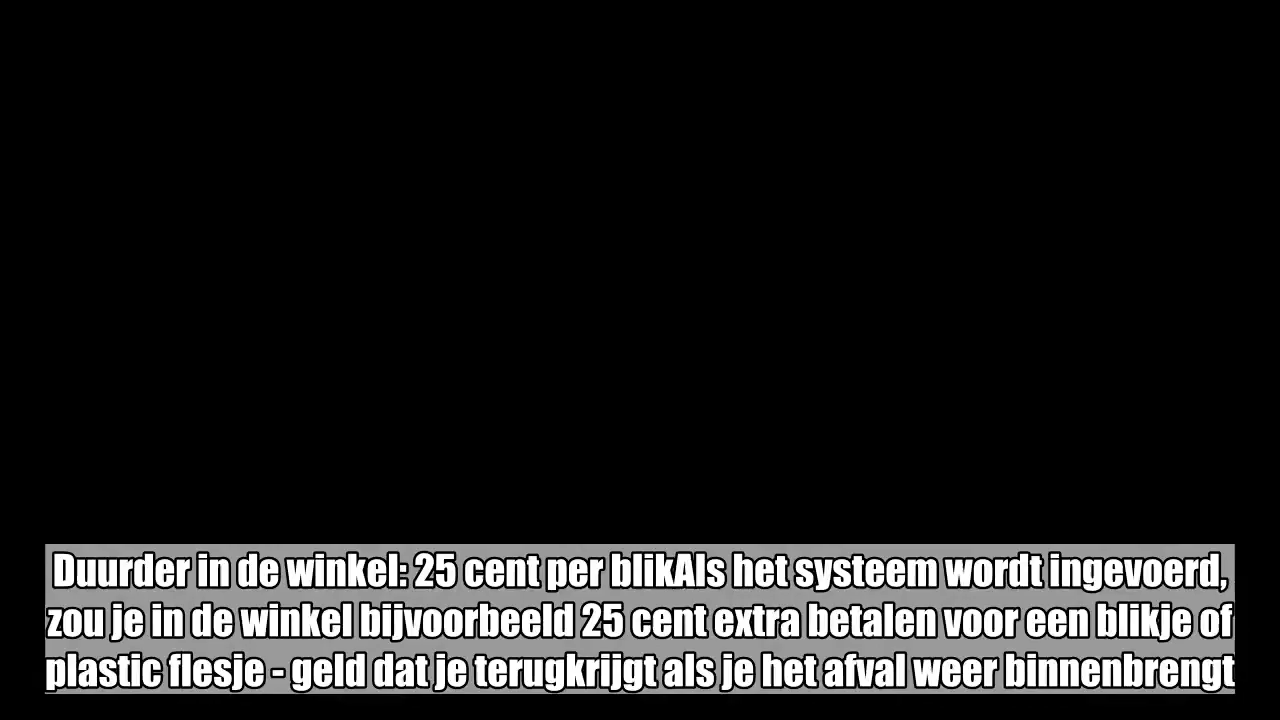 Duurder in de winkel: 25 cent per blikAls het systeem wordt ingevoerd,
zou je in de winkel bijvoorbeeld 25 cent extra betalen voor een blikje of
plastic flesje - geld dat je terugkrijgt als je het afval weer binnenbrengt